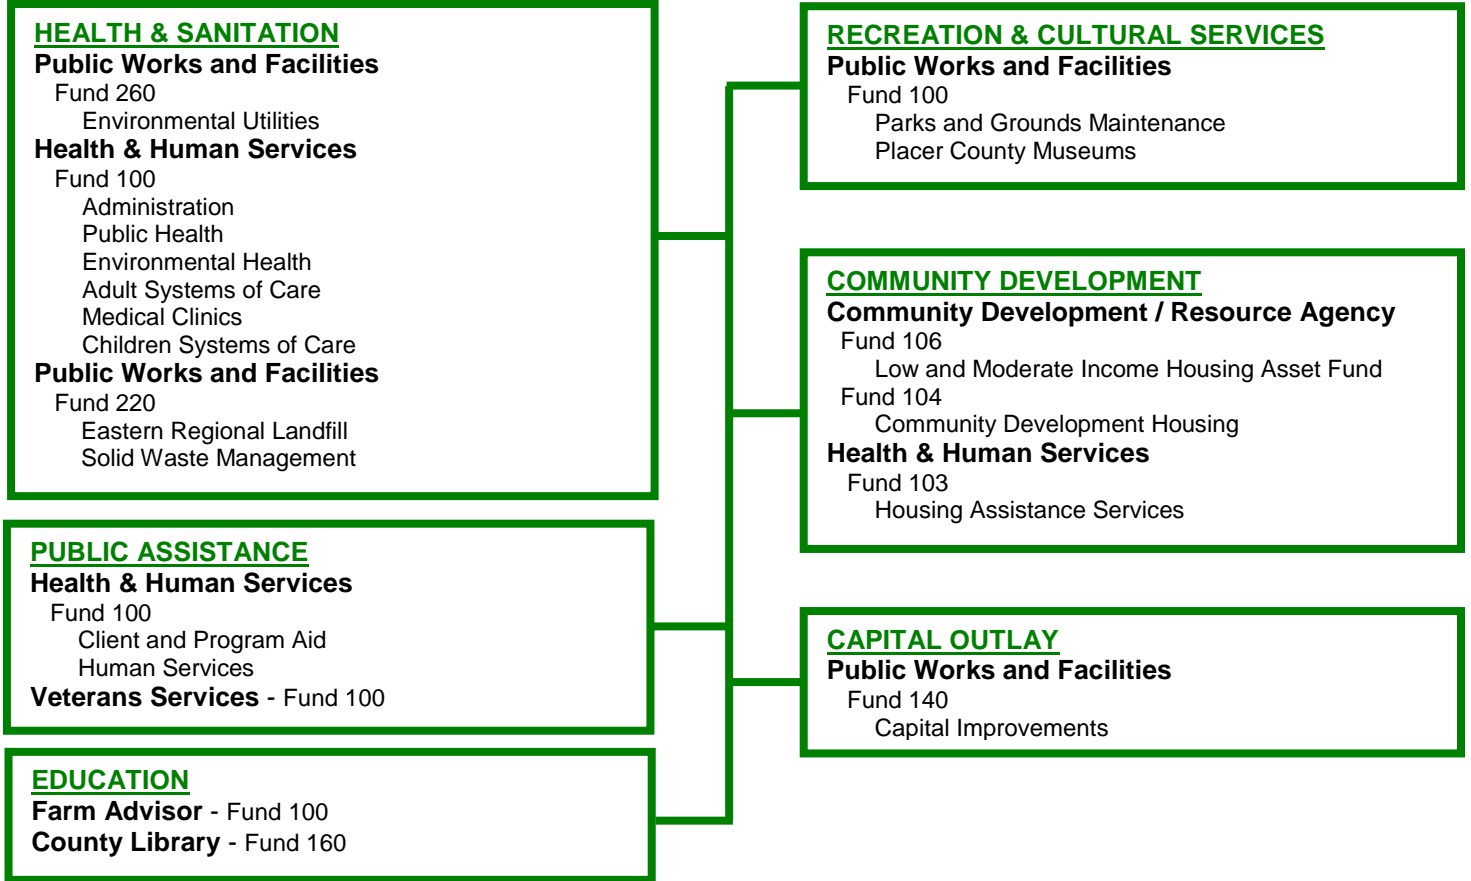 HEALTH & SANITATION
Public Works and Facilities
Fund 260
Environmental Utilities
Health & Human Services
Fund 100
Administration
Public Health
Environmental Health
Adult Systems of Care
Medical Clinics
Children Systems of Care
Public Works and Facilities
Fund 220
Eastern Regional Landfill
Solid Waste Management
PUBLIC ASSISTANCE
Health & Human Services
Fund 100
Client and Program Aid
Human Services
Veterans Services - Fund 100
EDUCATION
Farm Advisor - Fund 100
County Library - Fund 160
RECREATION & CULTURAL SERVICES
Public Works and Facilities
Fund 100
Parks and Grounds Maintenance
Placer County Museums
COMMUNITY DEVELOPMENT
Community Development / Resource Agency
Fund 106
Low and Moderate Income Housing Asset Fund
Fund 104
Community Development Housing
Health & Human Services
Fund 103
Housing Assistance Services
CAPITAL OUTLAY
Public Works and Facilities
Fund 140
Capital Improvements